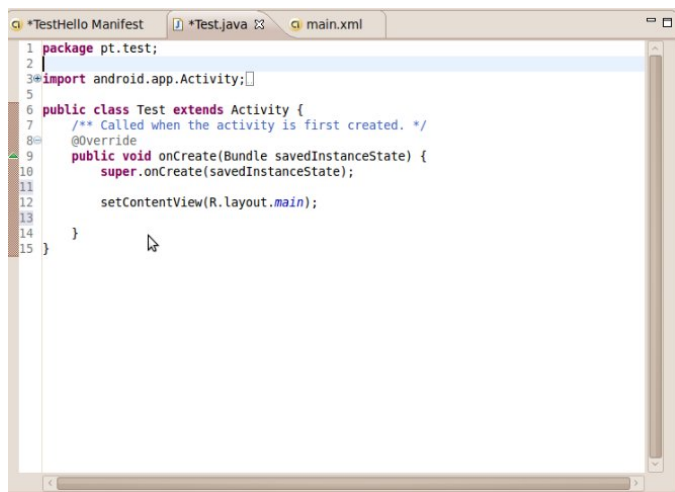 *TestHello Manifest
*Test.java
main.xml
1 package pt.test;
2
3 import android.app.Activity;
5
6 public class Test extends Activity {
7 /** Called when the activity is first created. */
8 @Override
9 public void onCreate(Bundle savedInstanceState) {
10 super.onCreate(savedInstanceState);
11
12 setContentView(R.layout.main);
13
14 }
15 }